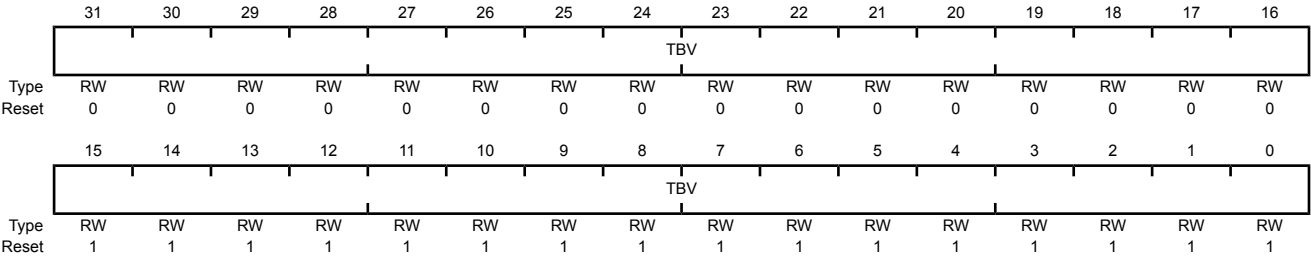 31 30 29 28 27 26 25 24 23 22 21 20 19 18 17 16
TBV
Type RW RW RW RW RW RW RW RW RW RW RW RW RW RW RW RW
Reset 0 0 0 0 0 0 0 0 0 0 0 0 0 0 0 0
15 14 13 12 11 10 9 8 7 6 5 4 3 2 1 0
TBV
Type RW RW RW RW RW RW RW RW RW RW RW RW RW RW RW RW
Reset 1 1 1 1 1 1 1 1 1 1 1 1 1 1 1 1